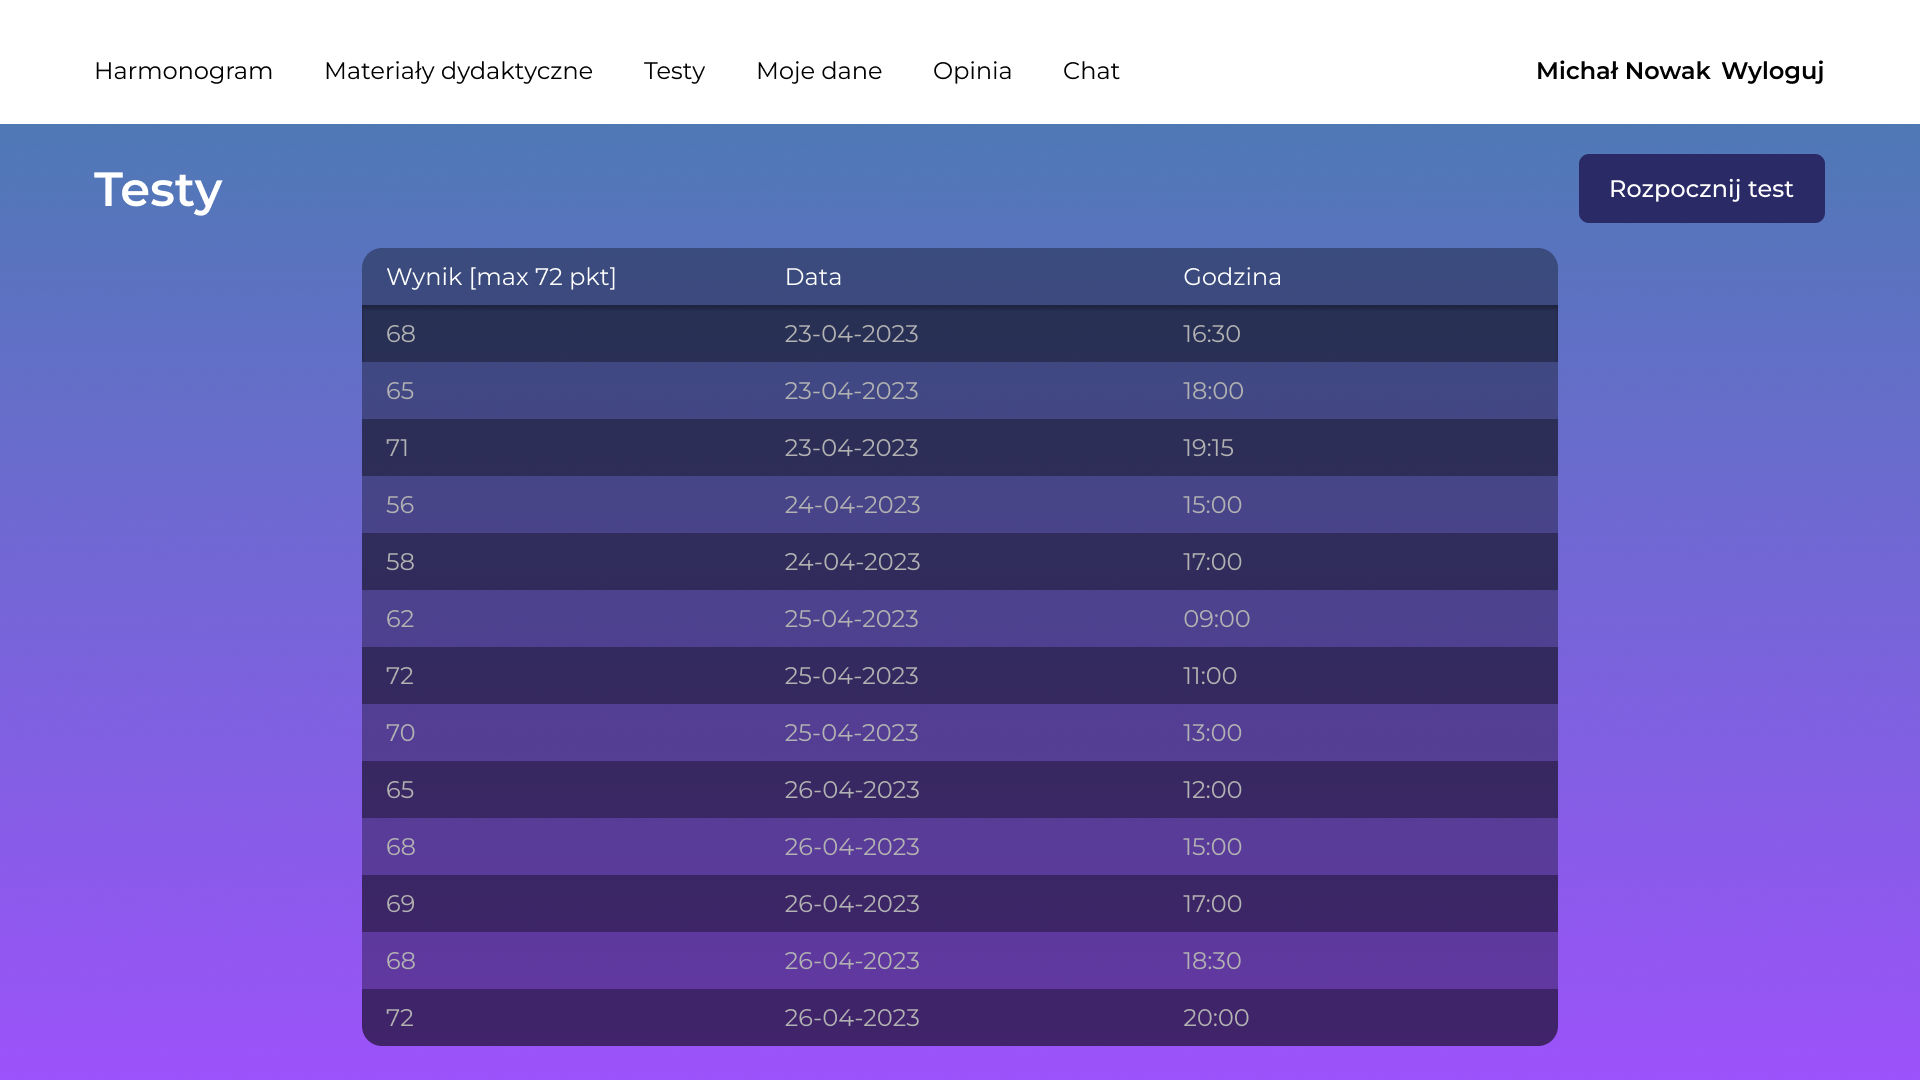 Harmonogram Materiały dydaktyczne Testy Moje dane Opinia Chat Michał Nowak Wyloguj
Testy Rozpocznij test
Wynik [max 72 pkt] Data Godzina
68 23-04-2023 16:30
65 23-04-2023 18:00
71 23-04-2023 19:15
56 24-04-2023 15:00
58 24-04-2023 17:00
62 25-04-2023 09:00
72 25-04-2023 11:00
70 25-04-2023 13:00
65 26-04-2023 12:00
68 26-04-2023 15:00
69 26-04-2023 17:00
68 26-04-2023 18:30
72 26-04-2023 20:00